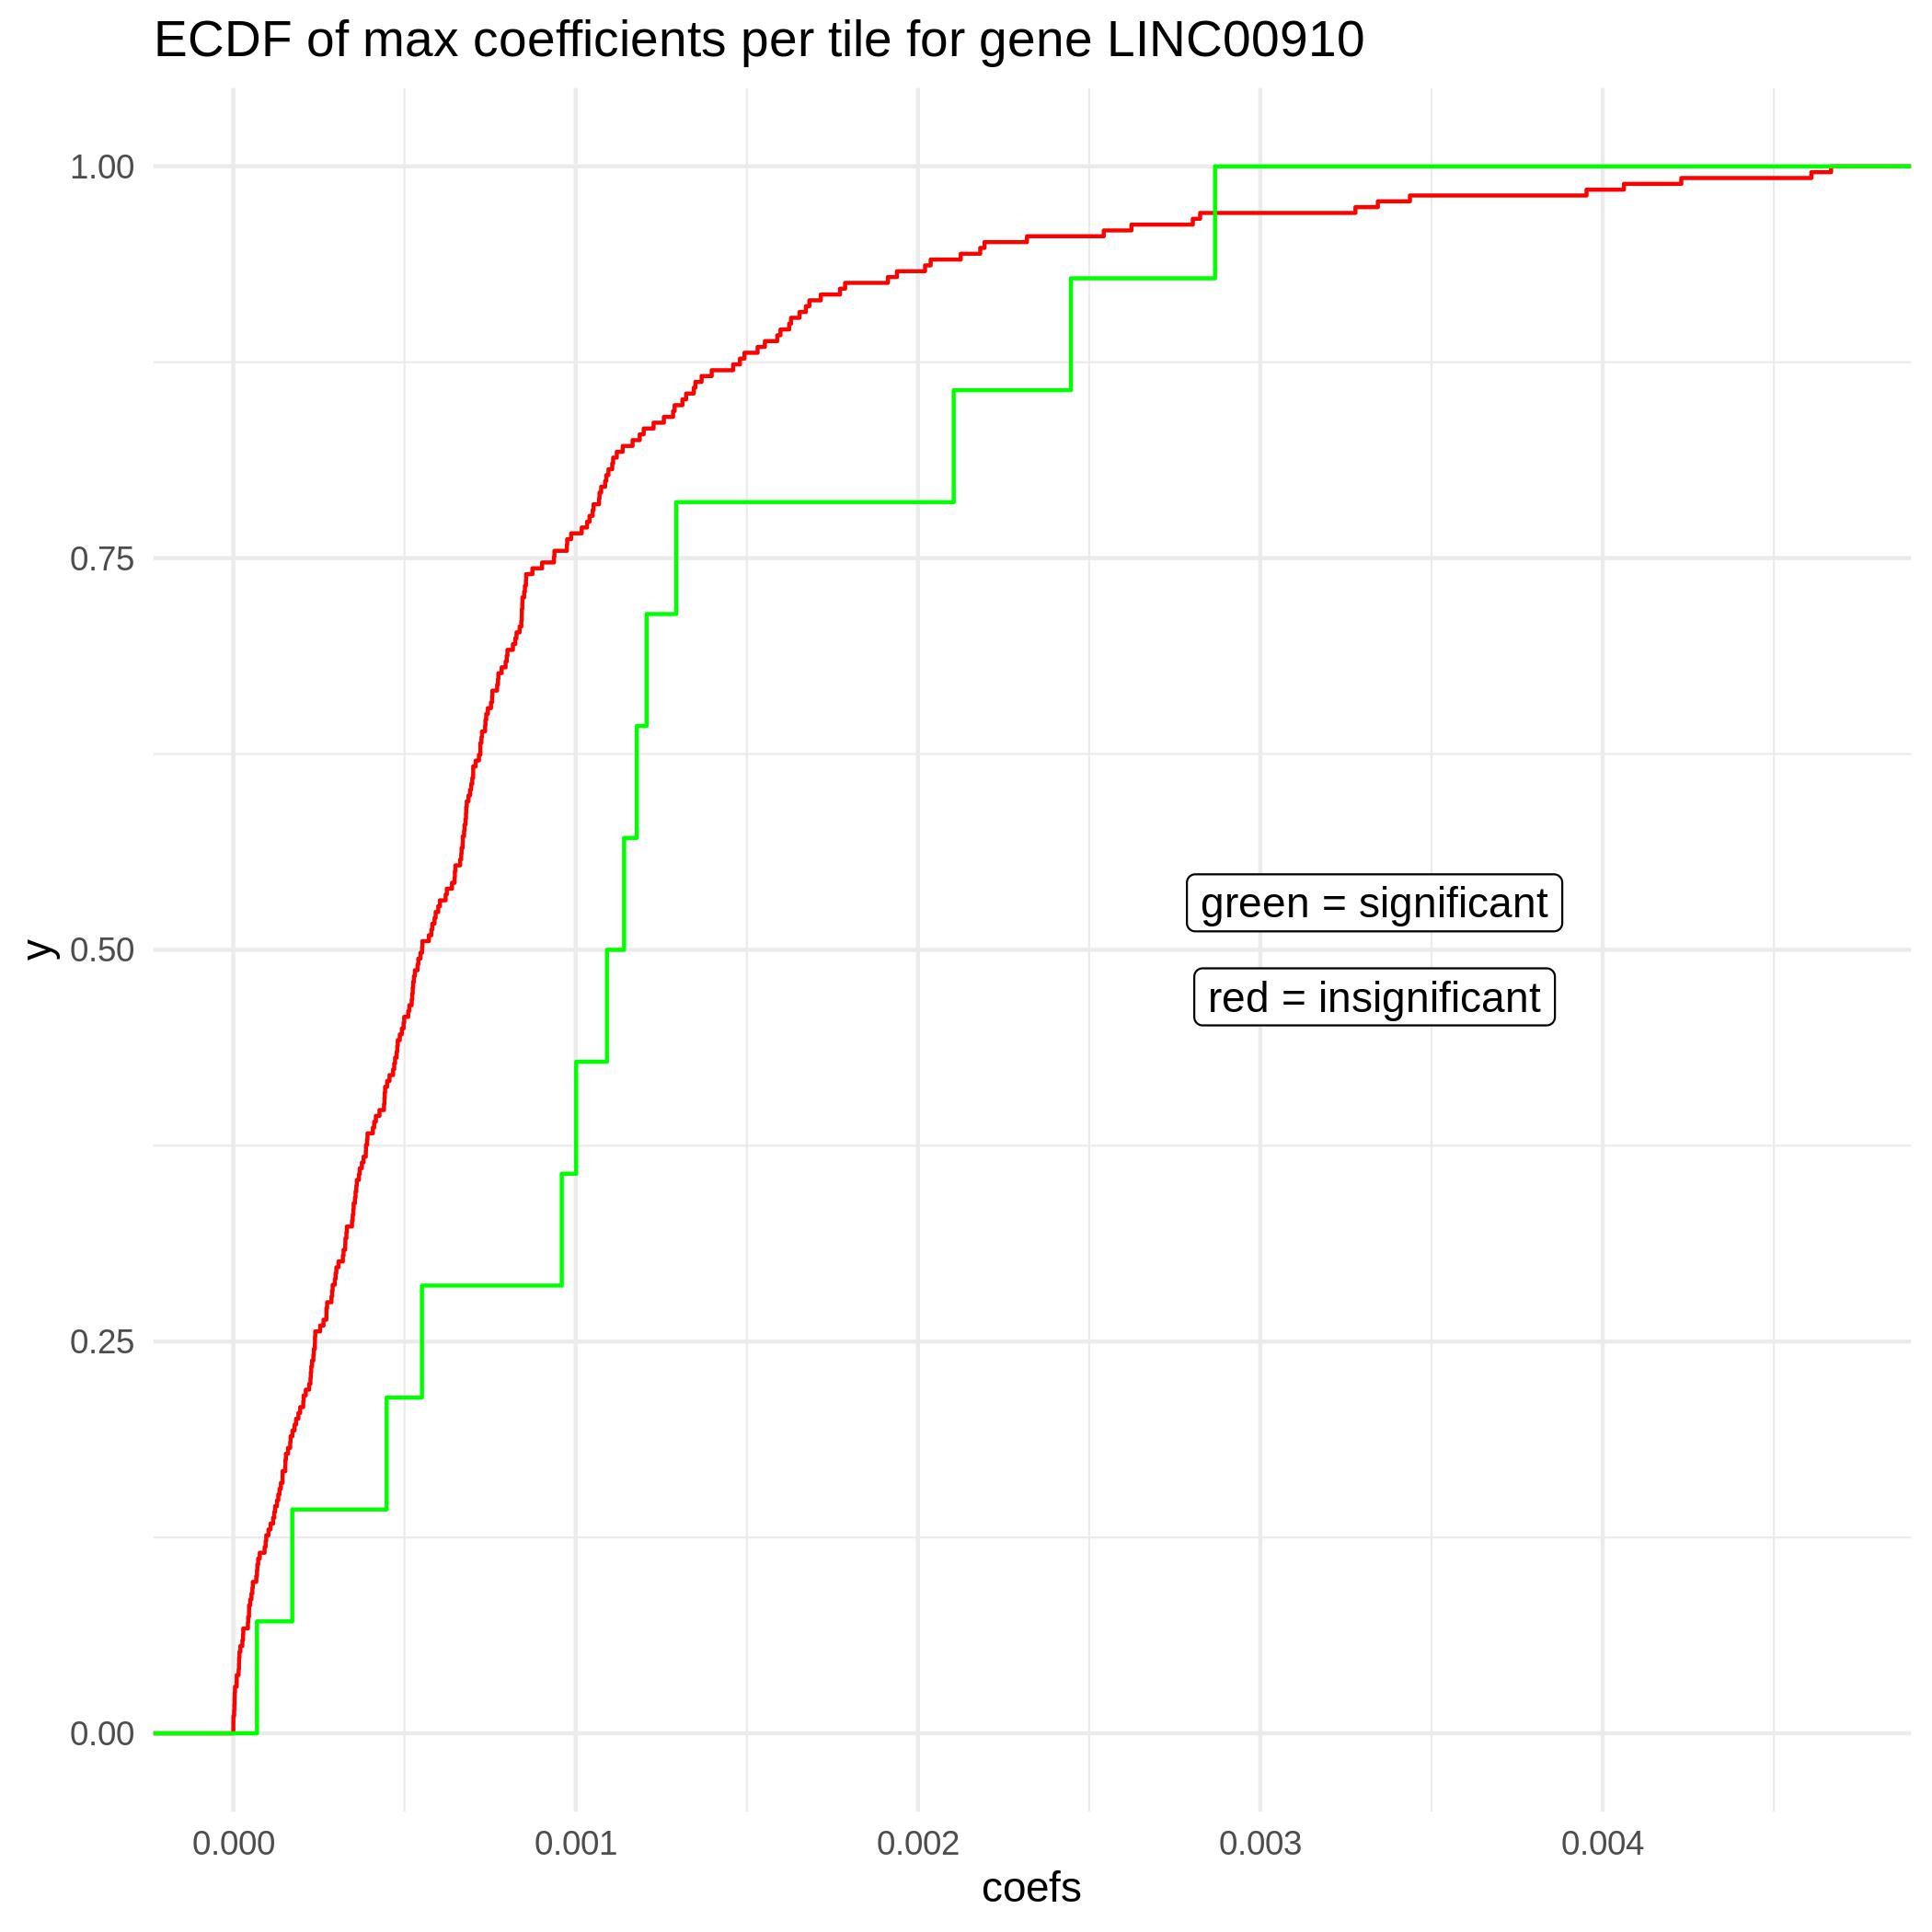 ECDF of max coefficients per tile for gene LINC00910
1.00
0.75
0.50
0.25
0.00
y
green = significant
red = insignificant
0.000 0.001 0.002 0.003 0.004
coefs